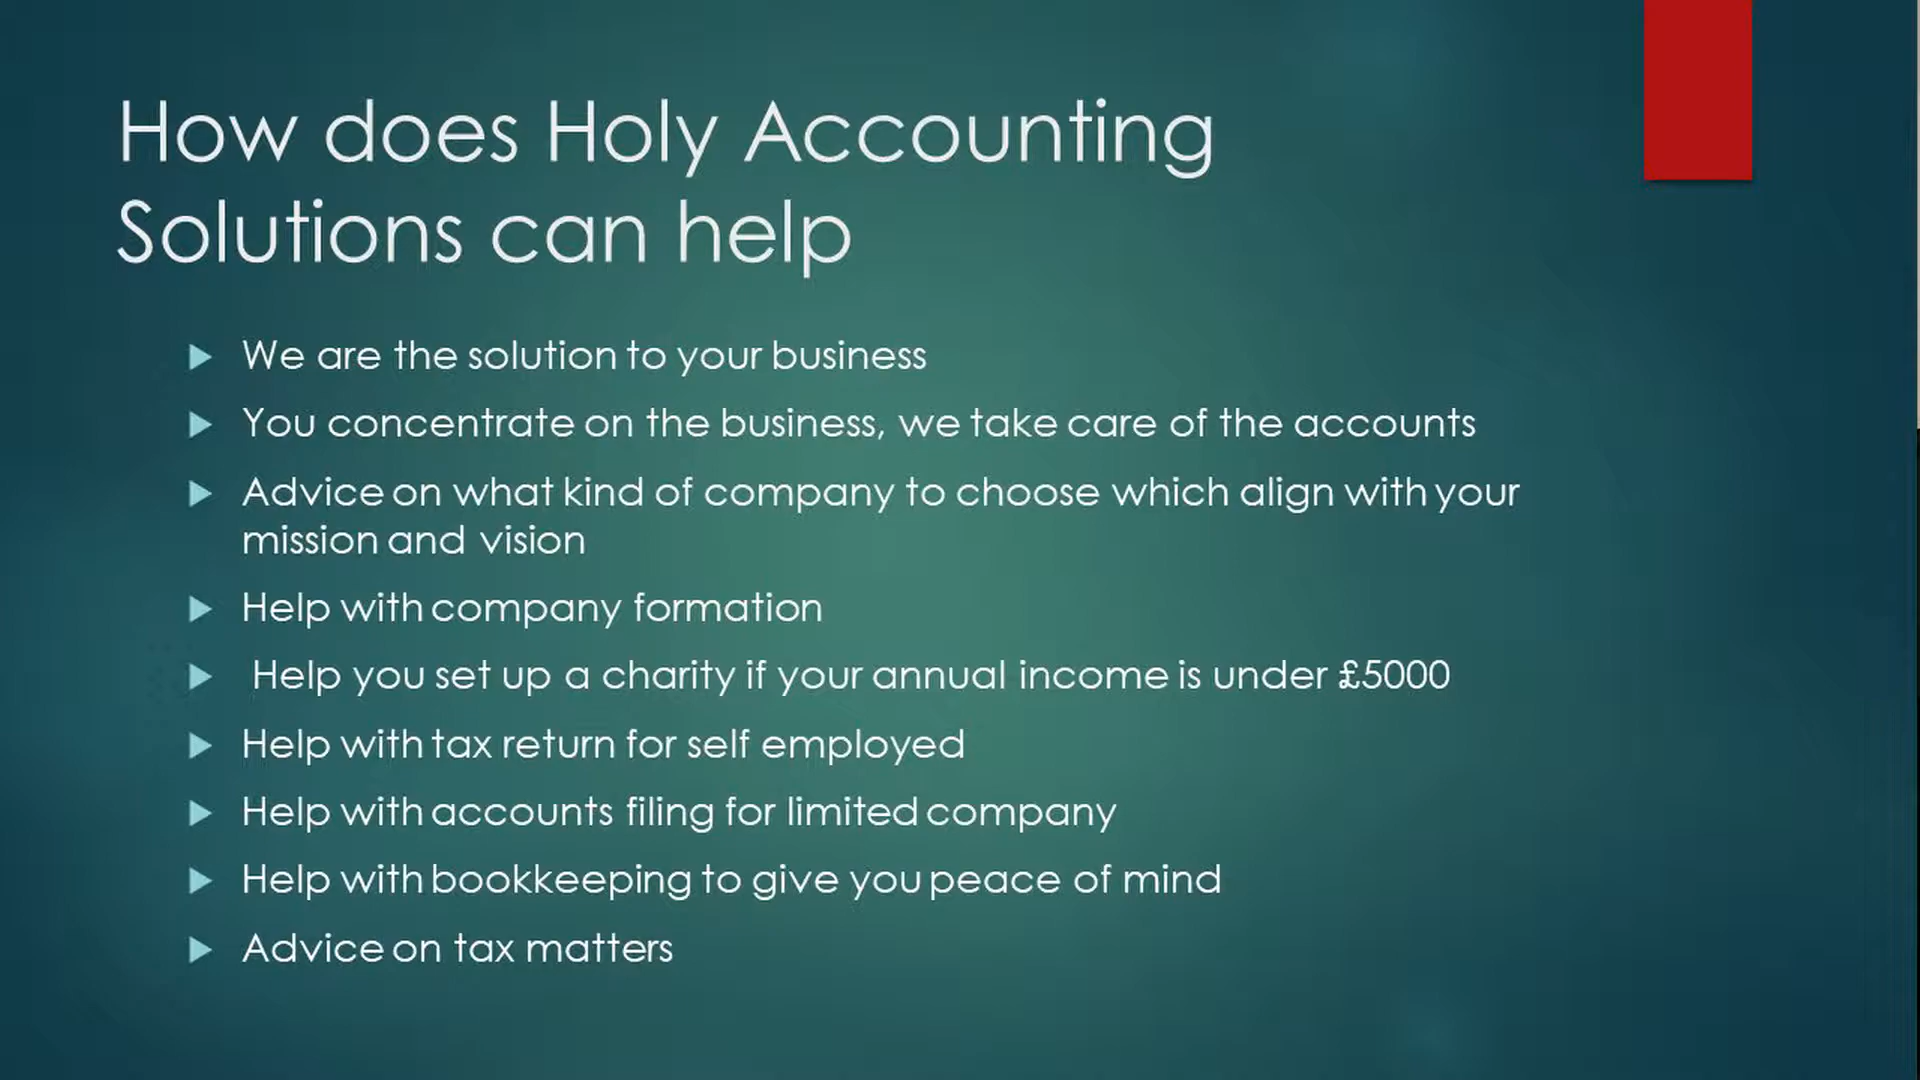 How does Holy Accounting
Solutions can help
We are the solution to your business
You concentrate on the business, we take care of the accounts
Advice on what kind of company to choose which align with your
mission and vision
Help with company formation
Help you set up a charity if your annual income is under £5000
Help with tax return for self employed
Help with accounts filing for limited company
Help with bookkeeping to give you peace of mind
Advice on tax matters